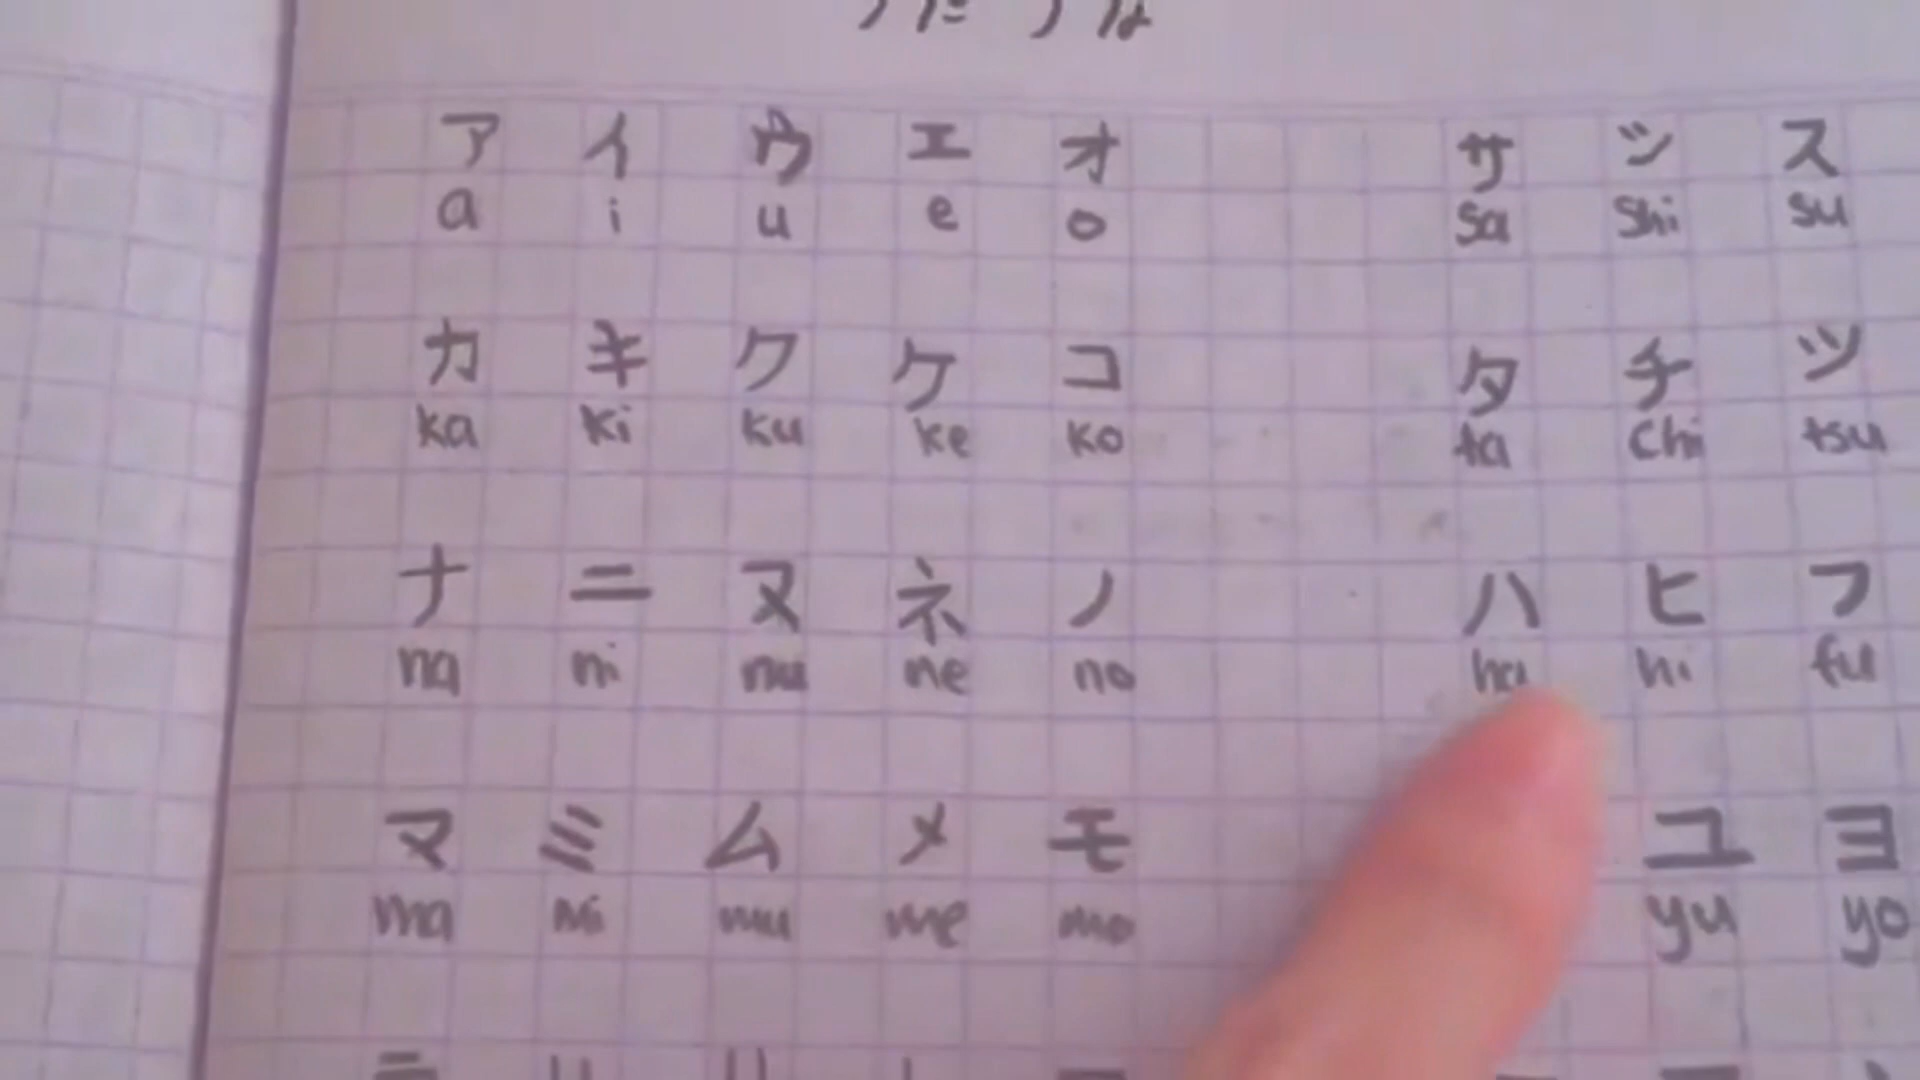 ア イ ウ エ オ サ シ ス
a i u e o sa shi su
カ キ ク ケ コ タ チ ツ
ka ki ku ke ko ta chi tsu
ナ ニ ヌ ネ ノ ハ ヒ フ
na ni nu ne no ha hi fu
マ ミ ム メ モ ユ ヨ
ma mi mu me mo yu yo